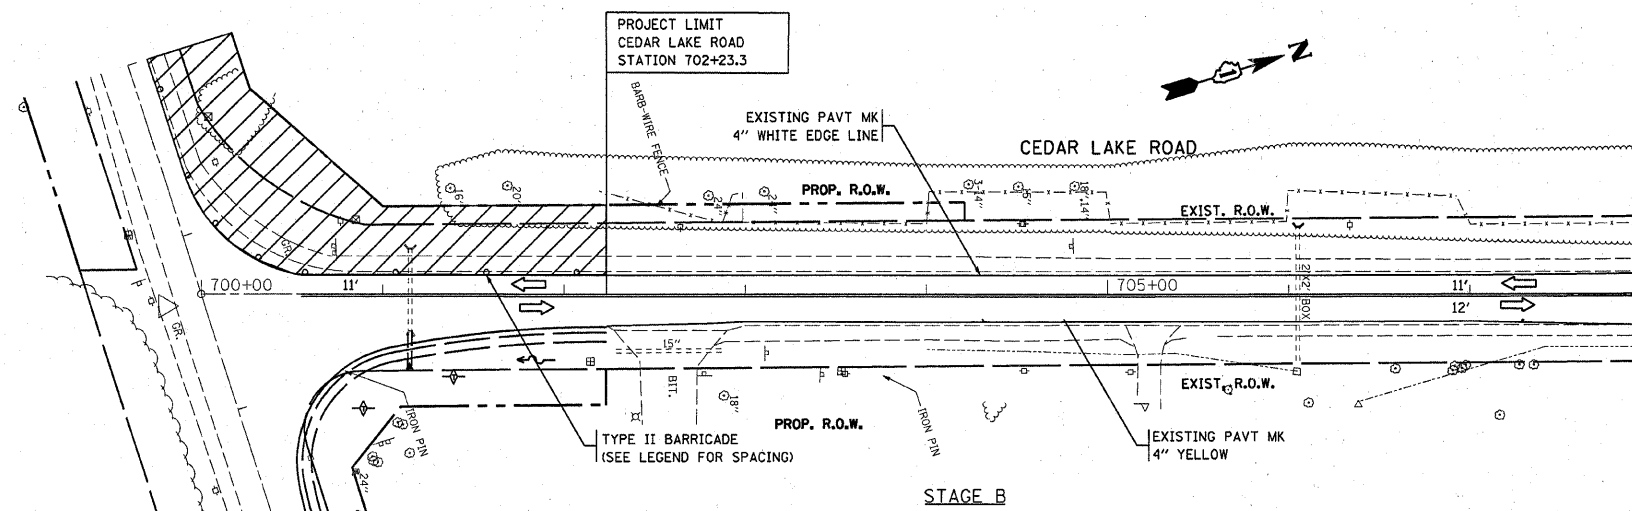 PROJECT LIMIT
CEDAR LAKE ROAD
STATION 702+23.3
N
BARB-WIRE FENCE
EXISTING PAVT MK
4" WHITE EDGE LINE
CEDAR LAKE ROAD
16"
20'
24"
24"
PROP. R.O.W.
18",14"
EXIST. R.O.W.
GR.
700+00
11'
705+00
2'x2' BOX
11'
12'
GR.
15"
BIT.
18"
EXIST. R.O.W.
IRON PIN
PROP. R.O.W.
IRON PIN
TYPE II BARRICADE
(SEE LEGEND FOR SPACING)
EXISTING PAVT MK
4" YELLOW
24"
STAGE B